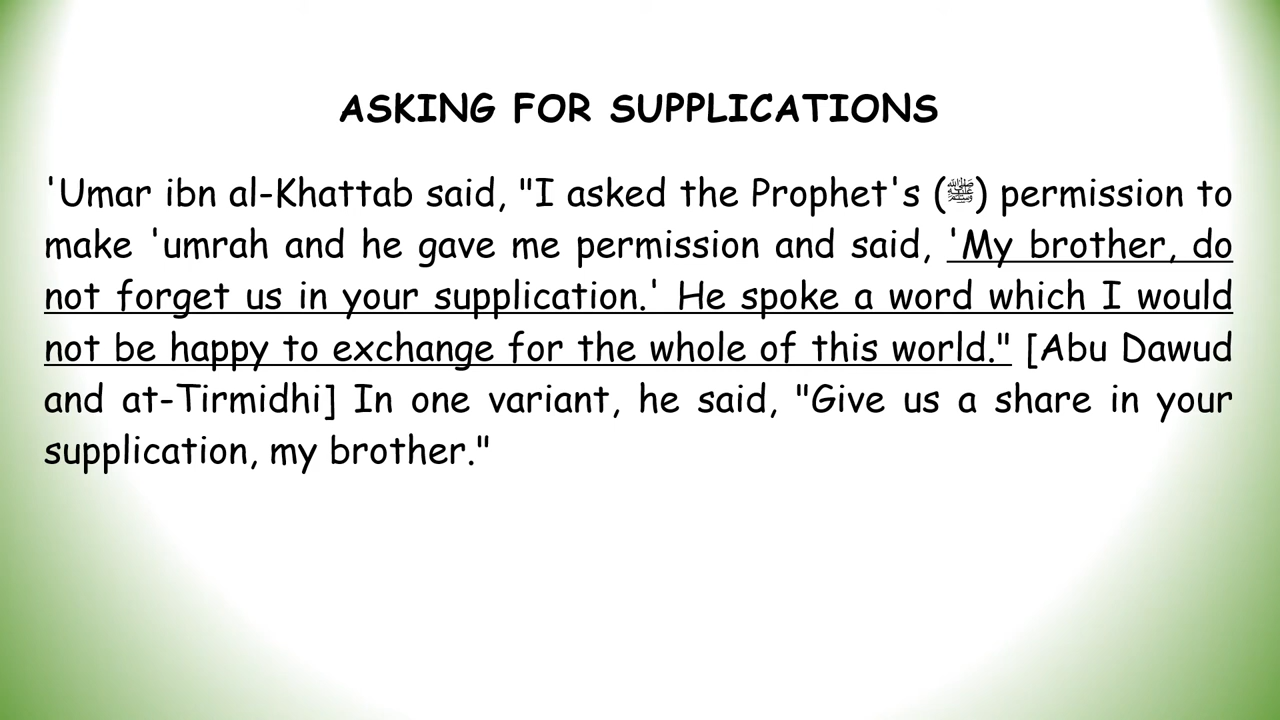 ASKING FOR SUPPLICATIONS
'Umar ibn al-Khattab said, "I asked the Prophet's (ﷺ) permission to
make 'umrah and he gave me permission and said, 'My brother, do
not forget us in your supplication.' He spoke a word which I would
not be happy to exchange for the whole of this world." [Abu Dawud
and at-Tirmidhi] In one variant, he said, "Give us a share in your
supplication, my brother."